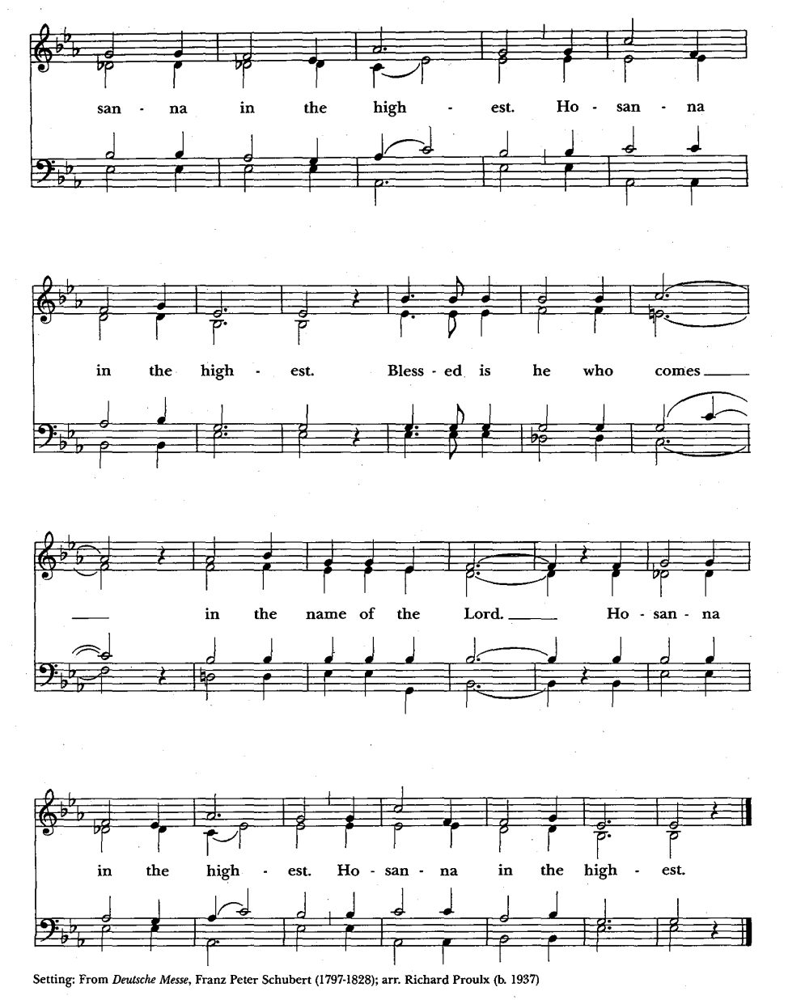 san - na in the high - est. Ho - san - na
in the high - est. Bless - ed is he who comes
in the name of the Lord. Ho - san - na
in the high - est. Ho - san - na in the high - est.
Setting: From Deutsche Messe, Franz Peter Schubert (1797-1828); arr. Richard Proulx (b. 1937)